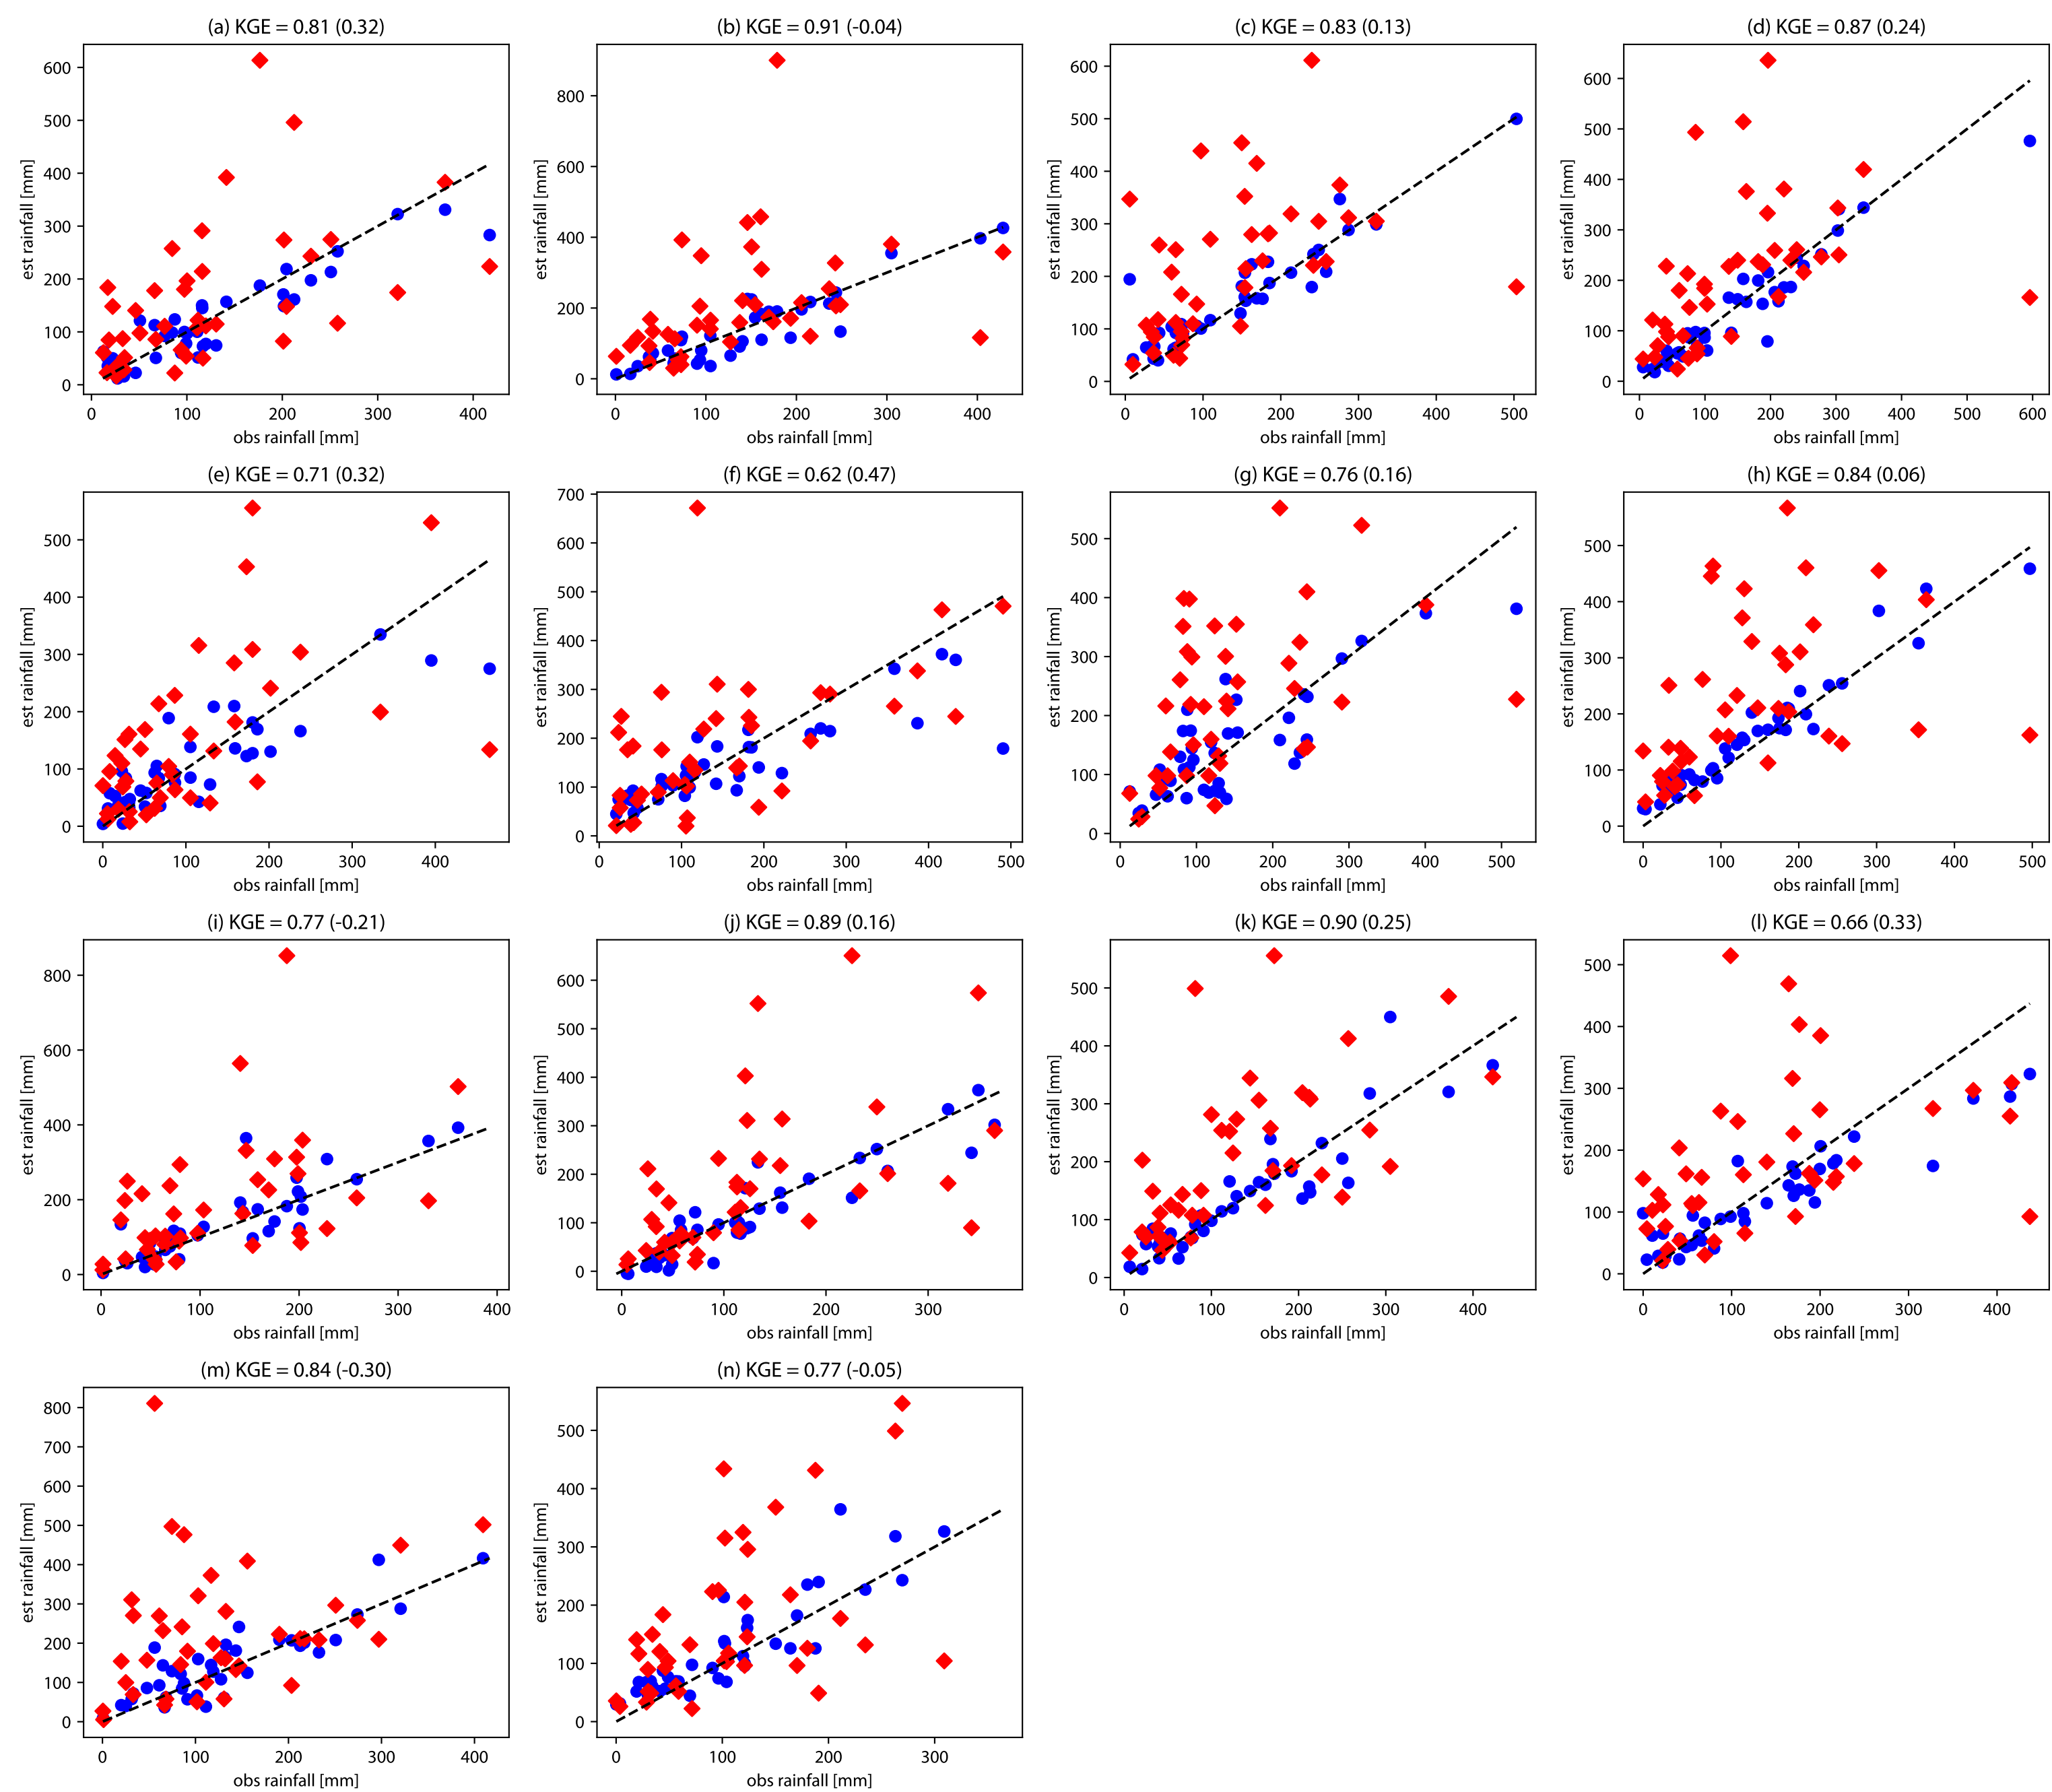 (a) KGE = 0.81 (0.32)
est rainfall [mm]
600
500
400
300
200
100
0
0 100 200 300 400
obs rainfall [mm]
(b) KGE = 0.91 (-0.04)
est rainfall [mm]
800
600
400
200
0
0 100 200 300 400
obs rainfall [mm]
(c) KGE = 0.83 (0.13)
est rainfall [mm]
600
500
400
300
200
100
0
0 100 200 300 400 500
obs rainfall [mm]
(d) KGE = 0.87 (0.24)
est rainfall [mm]
600
500
400
300
200
100
0
0 100 200 300 400 500 600
obs rainfall [mm]
(e) KGE = 0.71 (0.32)
est rainfall [mm]
500
400
300
200
100
0
0 100 200 300 400
obs rainfall [mm]
(f) KGE = 0.62 (0.47)
est rainfall [mm]
700
600
500
400
300
200
100
0
0 100 200 300 400 500
obs rainfall [mm]
(g) KGE = 0.76 (0.16)
est rainfall [mm]
500
400
300
200
100
0
0 100 200 300 400 500
obs rainfall [mm]
(h) KGE = 0.84 (0.06)
est rainfall [mm]
500
400
300
200
100
0
0 100 200 300 400 500
obs rainfall [mm]
(i) KGE = 0.77 (-0.21)
est rainfall [mm]
800
600
400
200
0
0 100 200 300 400
obs rainfall [mm]
(j) KGE = 0.89 (0.16)
est rainfall [mm]
600
500
400
300
200
100
0
0 100 200 300
obs rainfall [mm]
(k) KGE = 0.90 (0.25)
est rainfall [mm]
500
400
300
200
100
0
0 100 200 300 400
obs rainfall [mm]
(l) KGE = 0.66 (0.33)
est rainfall [mm]
500
400
300
200
100
0
0 100 200 300 400
obs rainfall [mm]
(m) KGE = 0.84 (-0.30)
est rainfall [mm]
800
700
600
500
400
300
200
100
0
0 100 200 300 400
obs rainfall [mm]
(n) KGE = 0.77 (-0.05)
est rainfall [mm]
500
400
300
200
100
0
0 100 200 300
obs rainfall [mm]